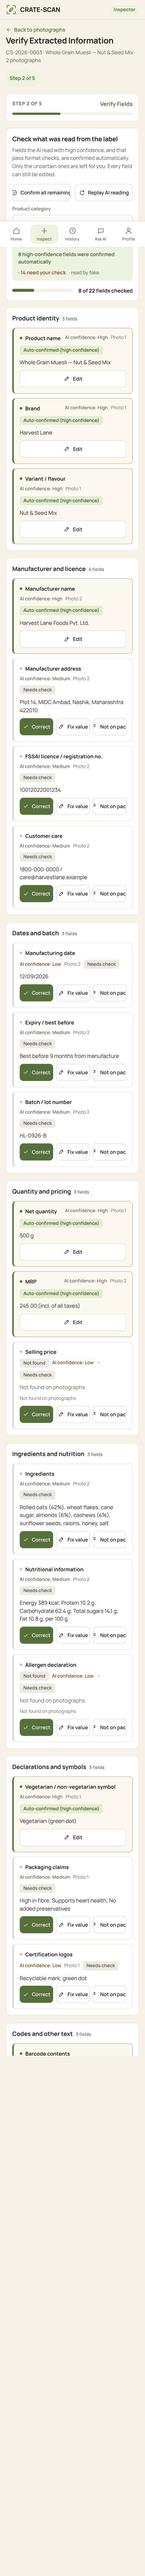 CRATE-SCAN
Inspector
← Back to photographs
Verify Extracted Information
CS-2026-0003 · Whole Grain Muesli — Nut & Seed Mix ·
2 photographs
Step 2 of 5
STEP 2 OF 5
Verify Fields
Check what was read from the label
Fields the AI read with high confidence, and that
pass format checks, are confirmed automatically.
Only the uncertain ones are left for you. Every field
can still be edited.
Confirm all remaining
Replay AI reading
Product category
Home
Inspect
History
Ask AI
Profile
8 high-confidence fields were confirmed
automatically
· 14 need your check · read by fake
8 of 22 fields checked
Product identity 3 fields
Product name AI confidence: High Photo 1
Auto-confirmed (high confidence)
Whole Grain Muesli — Nut & Seed Mix
Edit
Brand AI confidence: High Photo 1
Auto-confirmed (high confidence)
Harvest Lane
Edit
Variant / flavour
AI confidence: High Photo 1
Auto-confirmed (high confidence)
Nut & Seed Mix
Edit
Manufacturer and licence 4 fields
Manufacturer name
AI confidence: High Photo 2
Auto-confirmed (high confidence)
Harvest Lane Foods Pvt. Ltd.
Edit
Manufacturer address
AI confidence: Medium Photo 2
Needs check
Plot 14, MIDC Ambad, Nashik, Maharashtra
422010
Correct Fix value Not on pac
FSSAI licence / registration no.
AI confidence: Medium Photo 2
Needs check
10012022001234
Correct Fix value Not on pac
Customer care
AI confidence: Medium Photo 2
Needs check
1800-000-0000 /
care@harvestlane.example
Correct Fix value Not on pac
Dates and batch 3 fields
Manufacturing date
AI confidence: Low Photo 2 Needs check
12/09/2026
Correct Fix value Not on pac
Expiry / best before
AI confidence: Medium Photo 2
Needs check
Best before 9 months from manufacture
Correct Fix value Not on pac
Batch / lot number
AI confidence: Medium Photo 2
Needs check
HL-0926-B
Correct Fix value Not on pac
Quantity and pricing 3 fields
Net quantity AI confidence: High Photo 1
Auto-confirmed (high confidence)
500 g
Edit
MRP AI confidence: High Photo 2
Auto-confirmed (high confidence)
245.00 (incl. of all taxes)
Edit
Selling price
Not found AI confidence: Low —
Needs check
Not found on photographs
Not found on photographs
Correct Fix value Not on pac
Ingredients and nutrition 3 fields
Ingredients
AI confidence: Medium Photo 2
Needs check
Rolled oats (42%), wheat flakes, cane
sugar, almonds (6%), cashews (4%),
sunflower seeds, raisins, honey, salt.
Correct Fix value Not on pac
Nutritional information
AI confidence: Medium Photo 2
Needs check
Energy 389 kcal; Protein 10.2 g;
Carbohydrate 62.4 g; Total sugars 14.1 g;
Fat 10.8 g; per 100 g
Correct Fix value Not on pac
Allergen declaration
Not found AI confidence: Low —
Needs check
Not found on photographs
Not found on photographs
Correct Fix value Not on pac
Declarations and symbols 3 fields
Vegetarian / non-vegetarian symbol
AI confidence: High Photo 1
Auto-confirmed (high confidence)
Vegetarian (green dot)
Edit
Packaging claims
AI confidence: Medium Photo 1
Needs check
High in fibre; Supports heart health; No
added preservatives
Correct Fix value Not on pac
Certification logos
AI confidence: Low Photo 1 Needs check
Recyclable mark; green dot
Correct Fix value Not on pac
Codes and other text 3 fields
Barcode contents